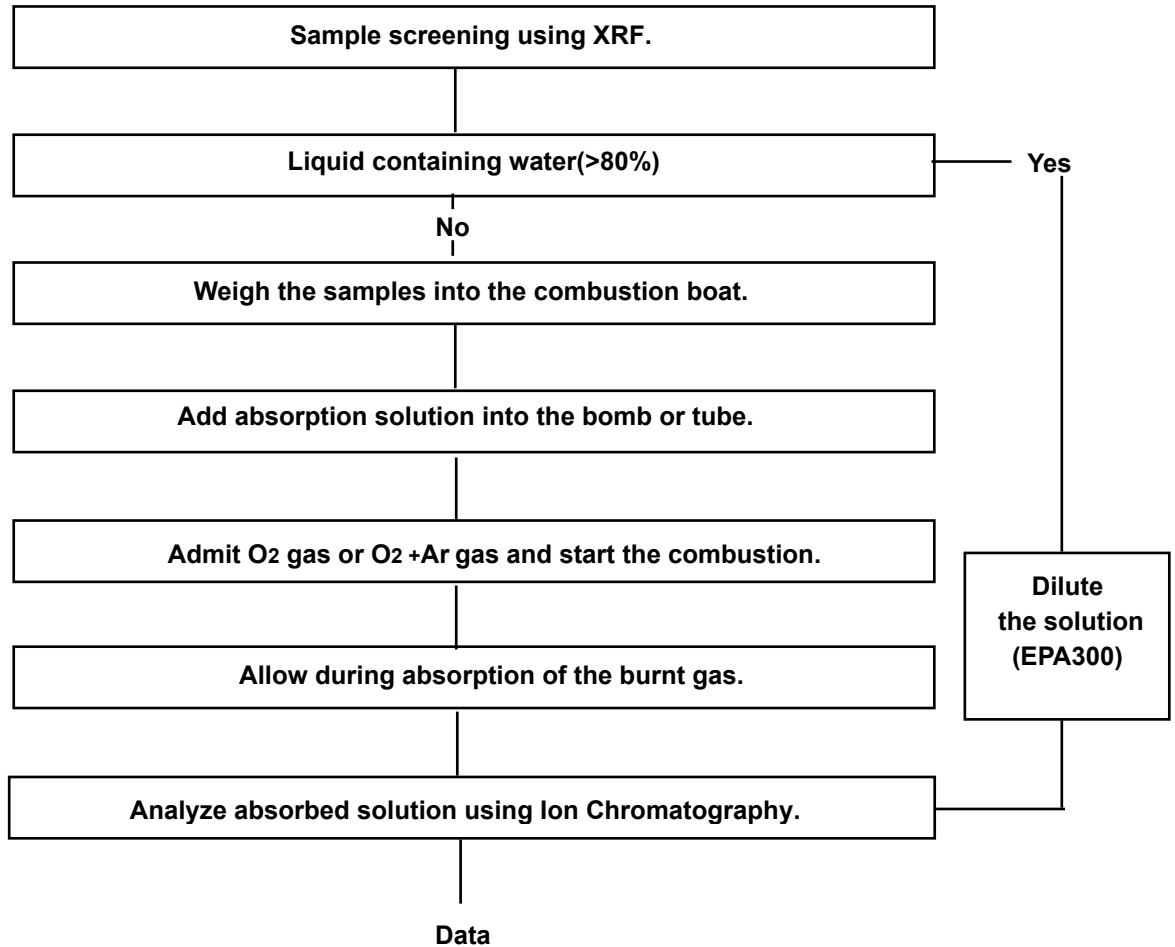 Sample screening using XRF.
Liquid containing water(>80%)
Yes
No
Weigh the samples into the combustion boat.
Add absorption solution into the bomb or tube.
Admit O2 gas or O2 +Ar gas and start the combustion.
Dilute
the solution
(EPA300)
Allow during absorption of the burnt gas.
Analyze absorbed solution using Ion Chromatography.
Data